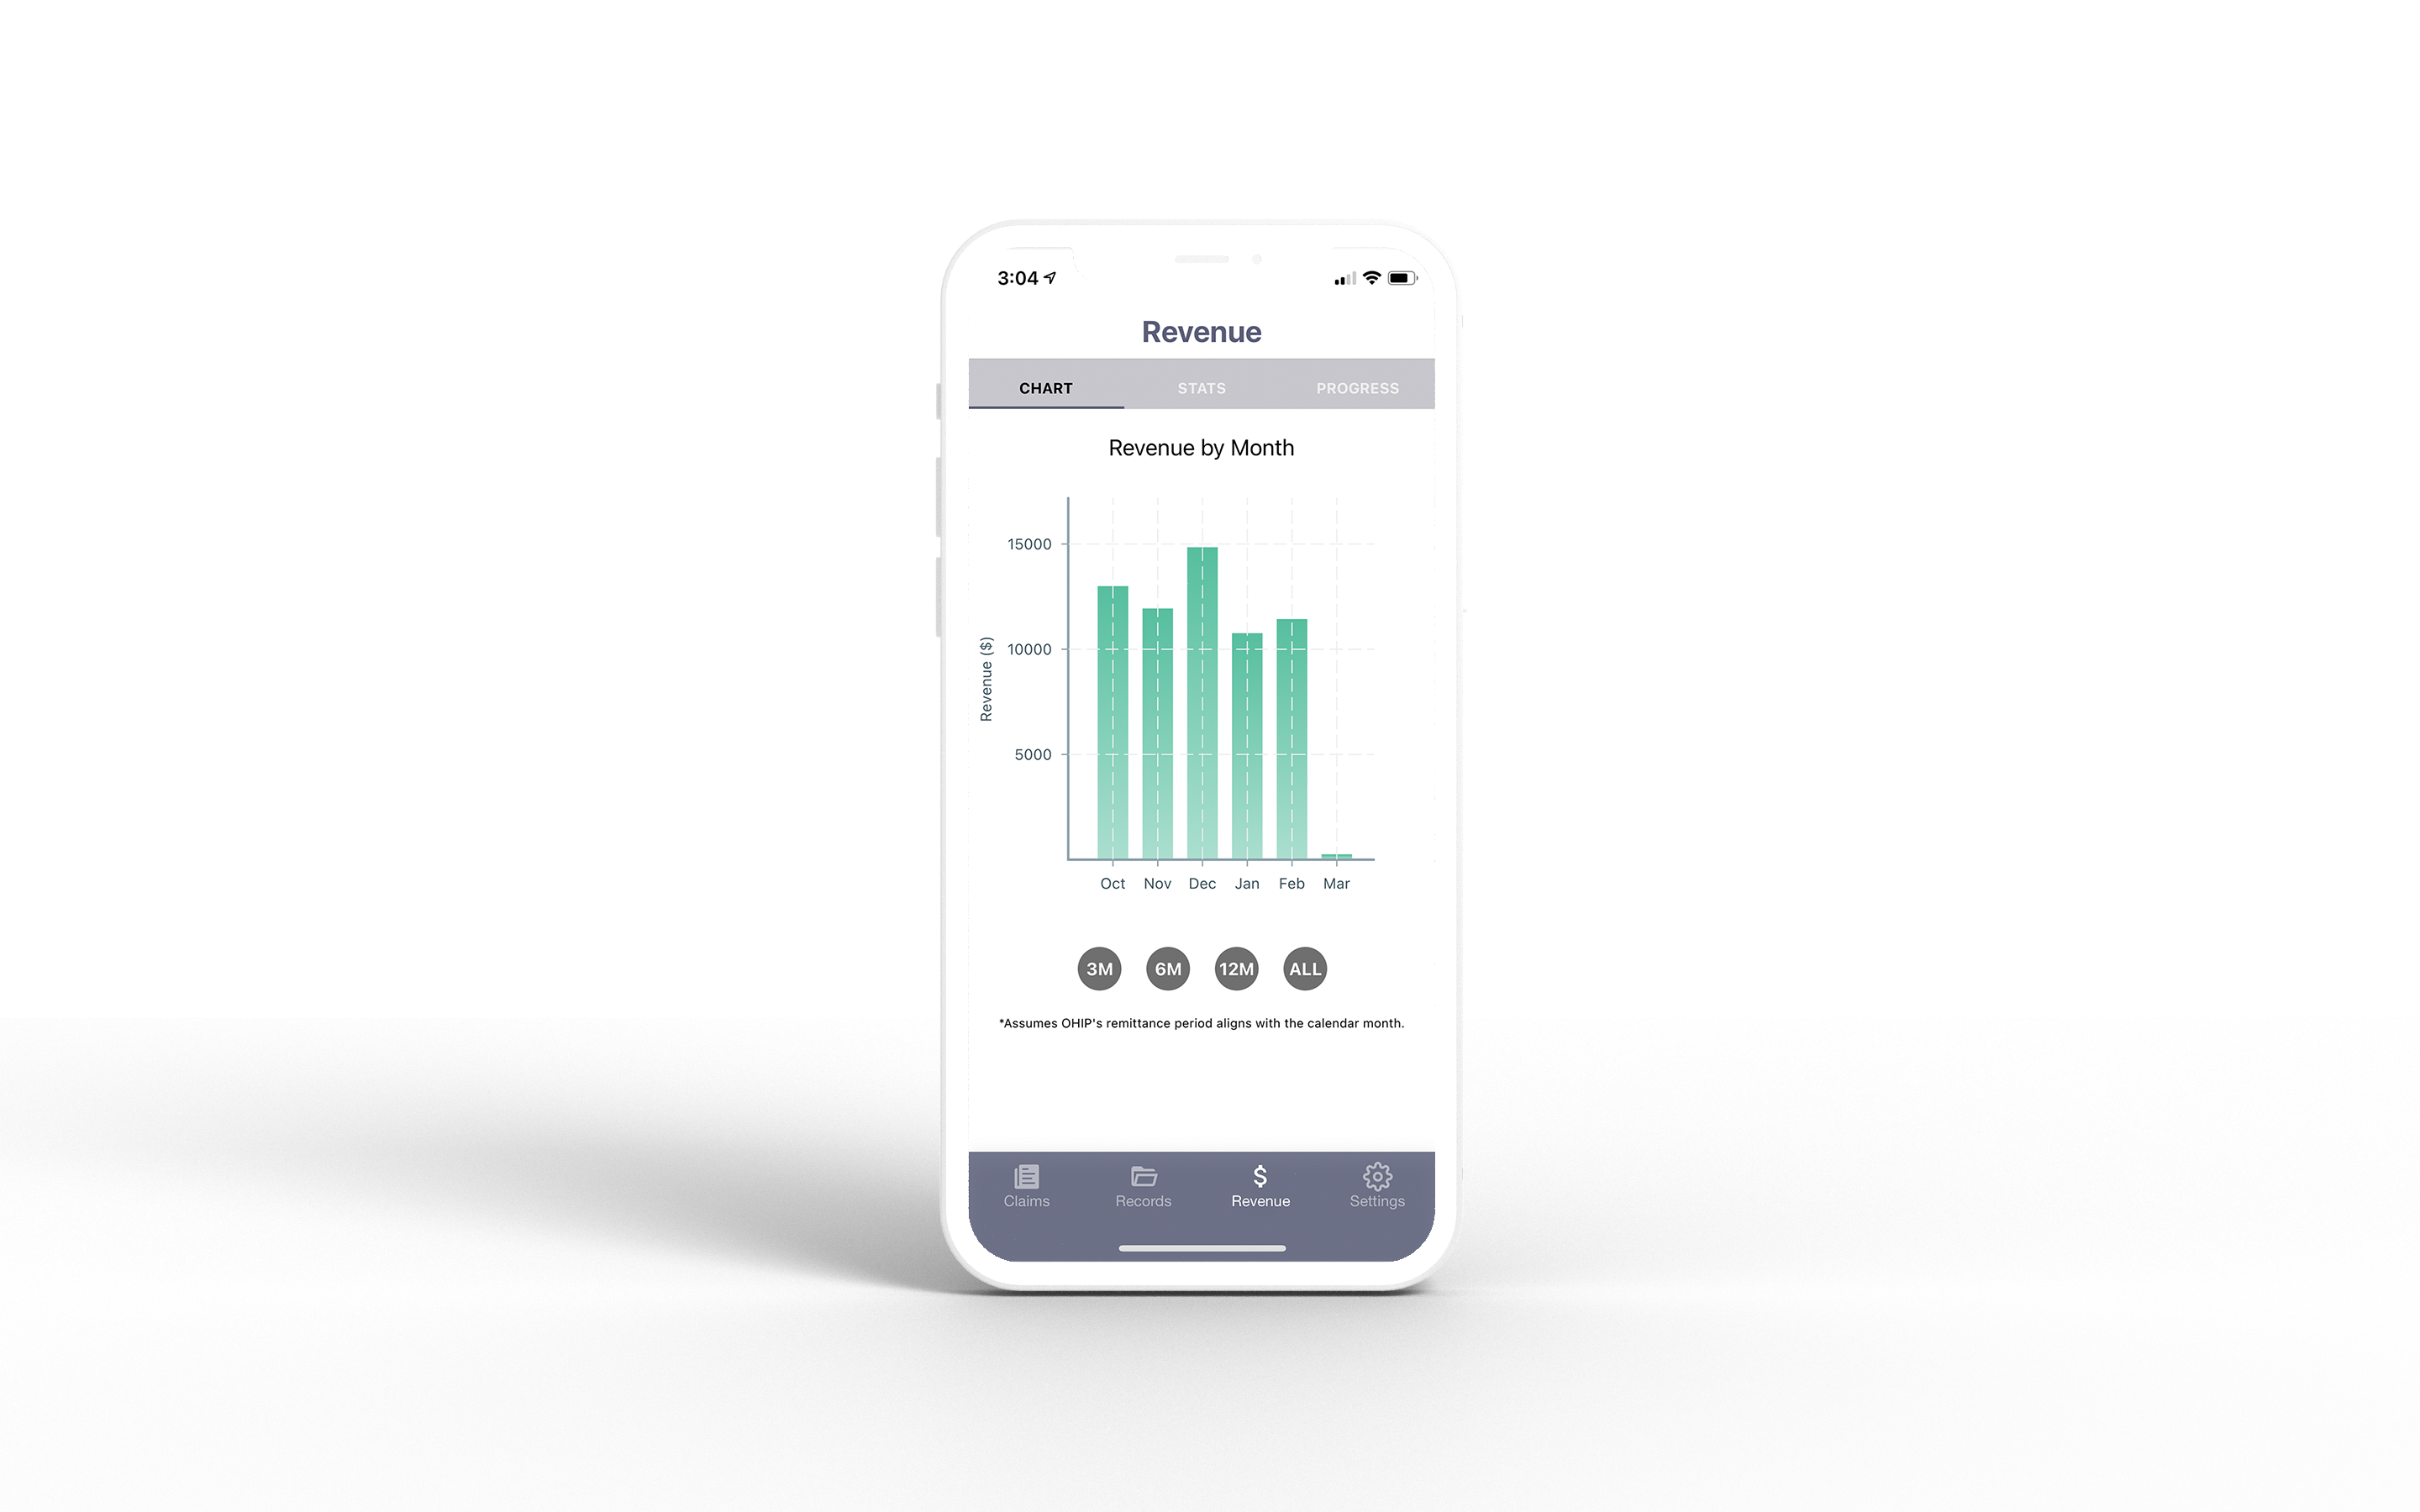 3:04
Revenue
CHART STATS PROGRESS
Revenue by Month
Revenue ($)
15000
10000
5000
Oct Nov Dec Jan Feb Mar
3M 6M 12M ALL
*Assumes OHIP's remittance period aligns with the calendar month.
Claims Records Revenue Settings